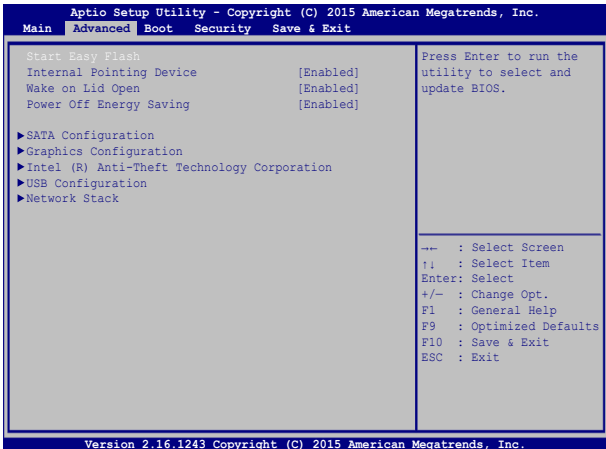 Aptio Setup Utility - Copyright (C) 2015 American Megatrends, Inc.
Main Advanced Boot Security Save & Exit
Start Easy Flash
Internal Pointing Device [Enabled]
Wake on Lid Open [Enabled]
Power Off Energy Saving [Enabled]
▶SATA Configuration
▶Graphics Configuration
▶Intel (R) Anti-Theft Technology Corporation
▶USB Configuration
▶Network Stack
Press Enter to run the
utility to select and
update BIOS.
→← : Select Screen
↑↓ : Select Item
Enter: Select
+/— : Change Opt.
F1 : General Help
F9 : Optimized Defaults
F10 : Save & Exit
ESC : Exit
Version 2.16.1243 Copyright (C) 2015 American Megatrends, Inc.